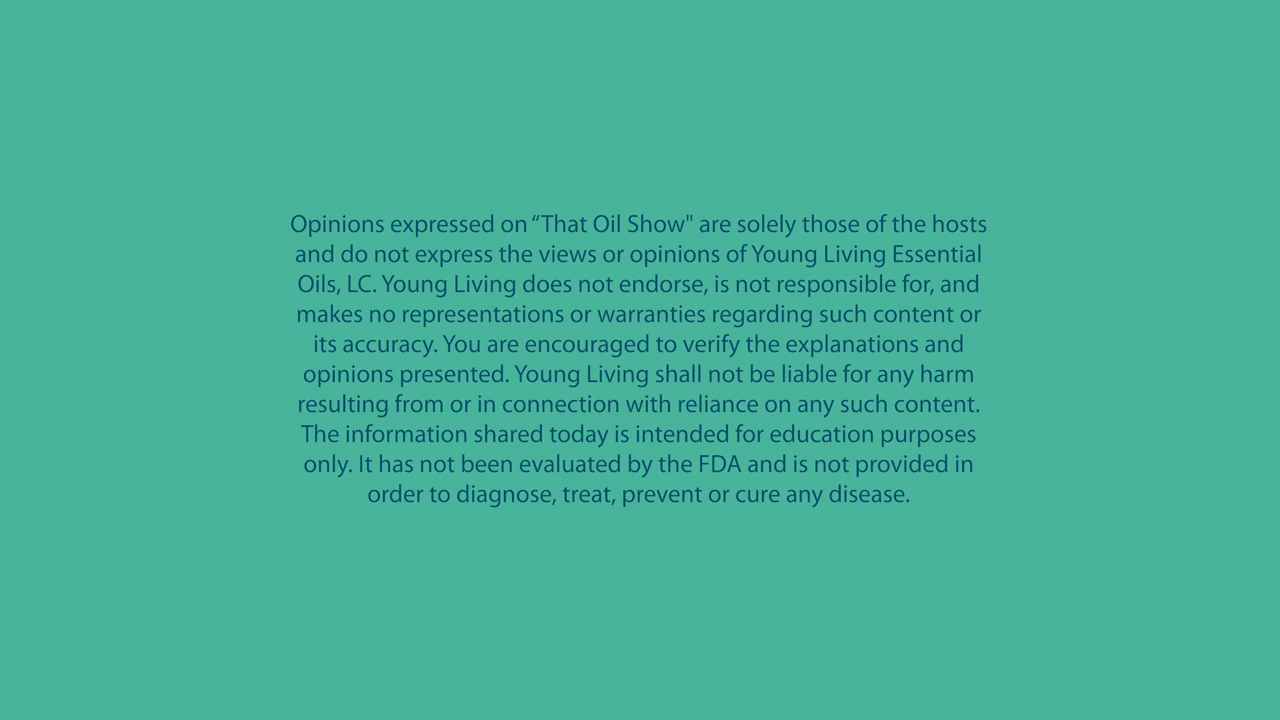 Opinions expressed on “That Oil Show" are solely those of the hosts
and do not express the views or opinions of Young Living Essential
Oils, LC. Young Living does not endorse, is not responsible for, and
makes no representations or warranties regarding such content or
its accuracy. You are encouraged to verify the explanations and
opinions presented. Young Living shall not be liable for any harm
resulting from or in connection with reliance on any such content.
The information shared today is intended for education purposes
only. It has not been evaluated by the FDA and is not provided in
order to diagnose, treat, prevent or cure any disease.